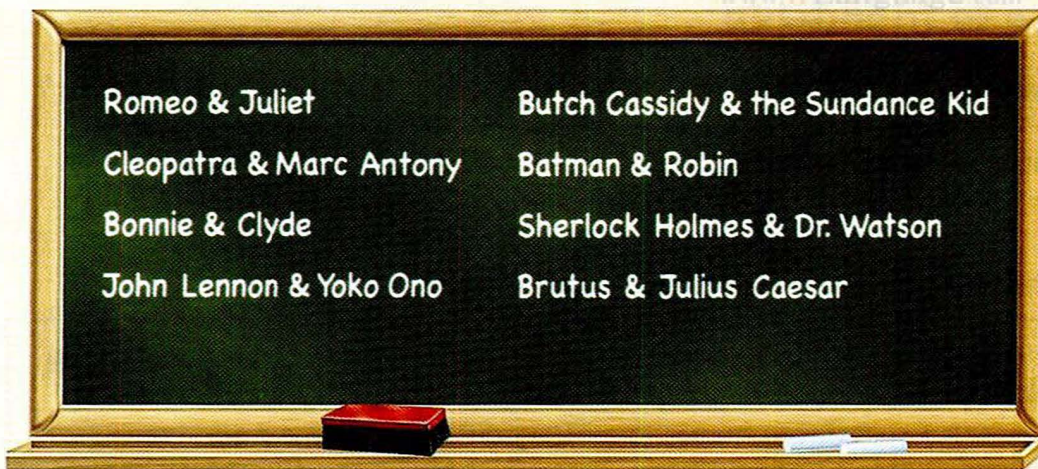 Romeo & Juliet
Cleopatra & Marc Antony
Bonnie & Clyde
John Lennon & Yoko Ono
Butch Cassidy & the Sundance Kid
Batman & Robin
Sherlock Holmes & Dr. Watson
Brutus & Julius Caesar